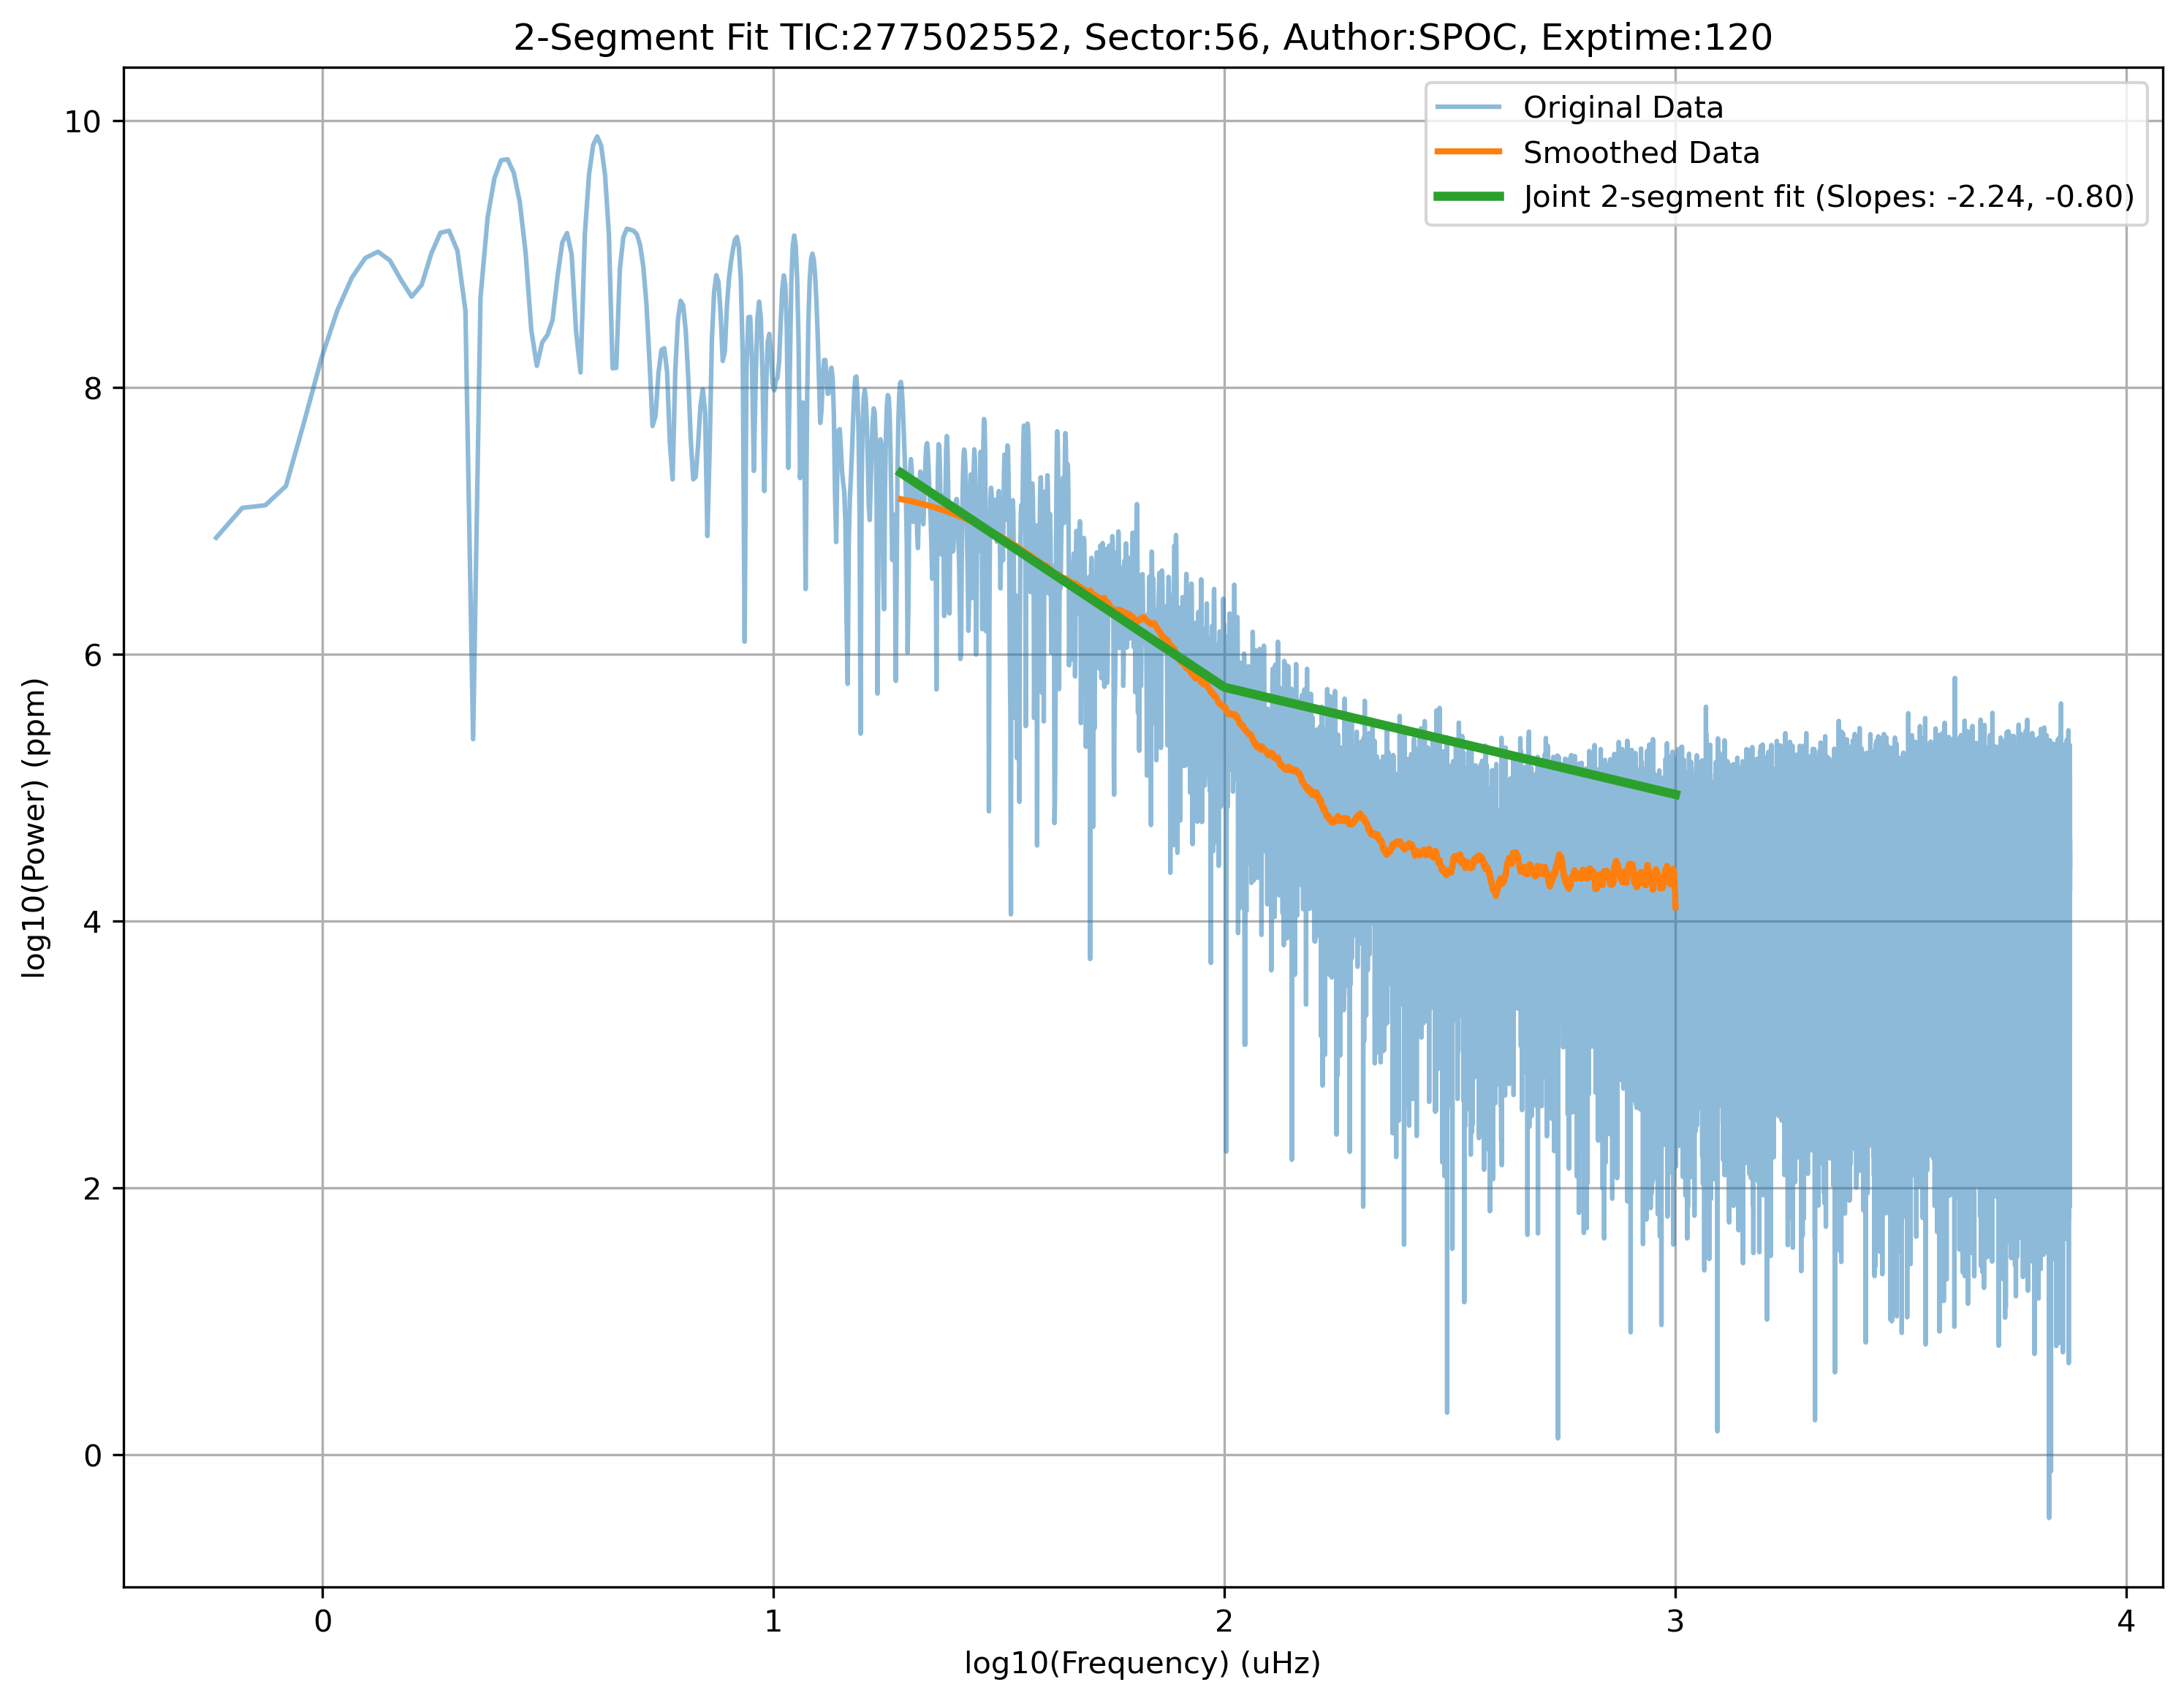 2-Segment Fit TIC:277502552, Sector:56, Author:SPOC, Exptime:120
Original Data
Smoothed Data
Joint 2-segment fit (Slopes: -2.24, -0.80)
log10(Power) (ppm)
10
8
6
4
2
0
0 1 2 3 4
log10(Frequency) (uHz)